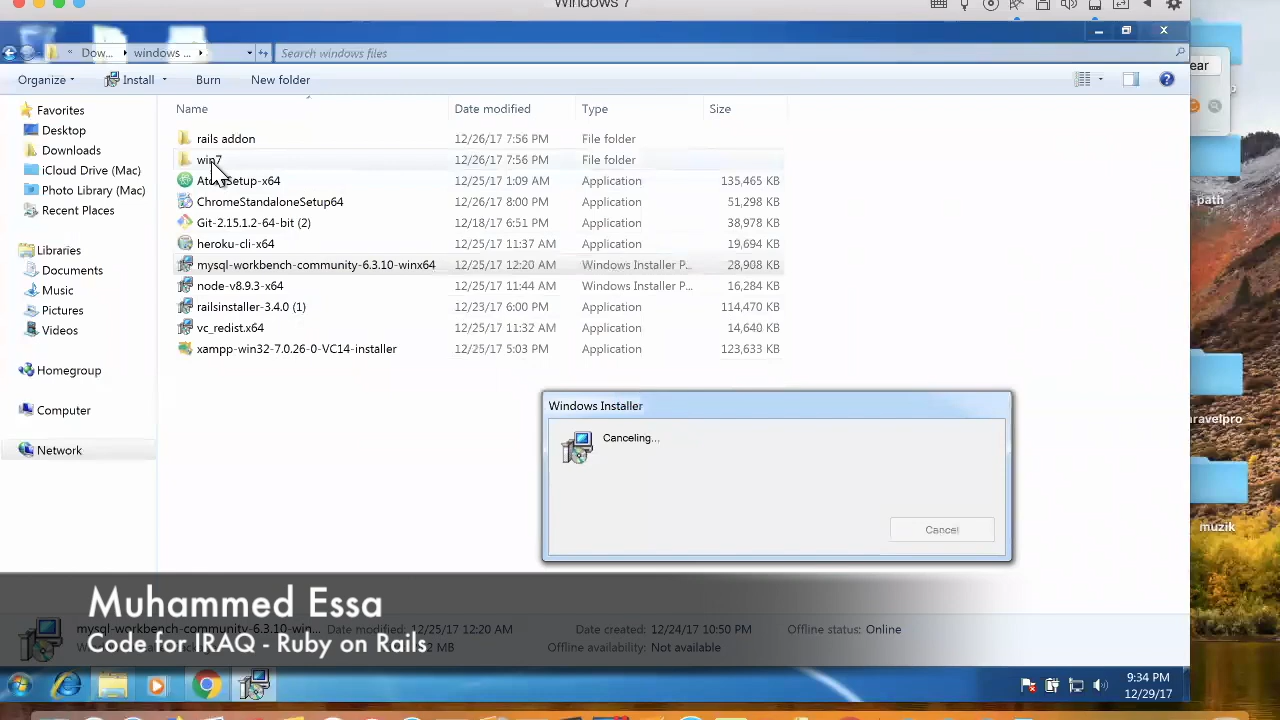 Windows 7
Dow... windows ...
Search windows files
Organize Install Burn New folder
Name Date modified Type Size
Favorites
Desktop
Downloads
iCloud Drive (Mac)
Photo Library (Mac)
Recent Places
Libraries
Documents
Music
Pictures
Videos
Homegroup
Computer
Network
rails addon 12/26/17 7:56 PM File folder
win7 12/26/17 7:56 PM File folder
12/25/17 1:09 AM Application 135,465 KB
ChromeStandaloneSetup64 12/26/17 8:00 PM Application 51,298 KB
Git-2.15.1.2-64-bit (2) 12/18/17 6:51 PM Application 38,978 KB
heroku-cli-x64 12/25/17 11:37 AM Application 19,694 KB
mysql-workbench-community-6.3.10-winx64 12/25/17 12:20 AM Windows Installer P... 28,908 KB
node-v8.9.3-x64 12/25/17 11:44 AM Windows Installer P... 16,284 KB
railsinstaller-3.4.0 (1) 12/23/17 6:00 PM Application 114,470 KB
vc_redist.x64 12/25/17 11:32 AM Application 14,640 KB
xampp-win32-7.0.26-0-VC14-installer 12/25/17 5:03 PM Application 123,633 KB
Windows Installer
Canceling...
Cancel
Muhammed Essa
Code for IRAQ - Ruby on Rails
mysql-workbench-community-6.3.10-win... Date modified: 12/25/17 12:20 AM Date created: 12/24/17 10:50 PM Offline status: Online
Offline availability: Not available
9:34 PM
12/29/17
path
muzik